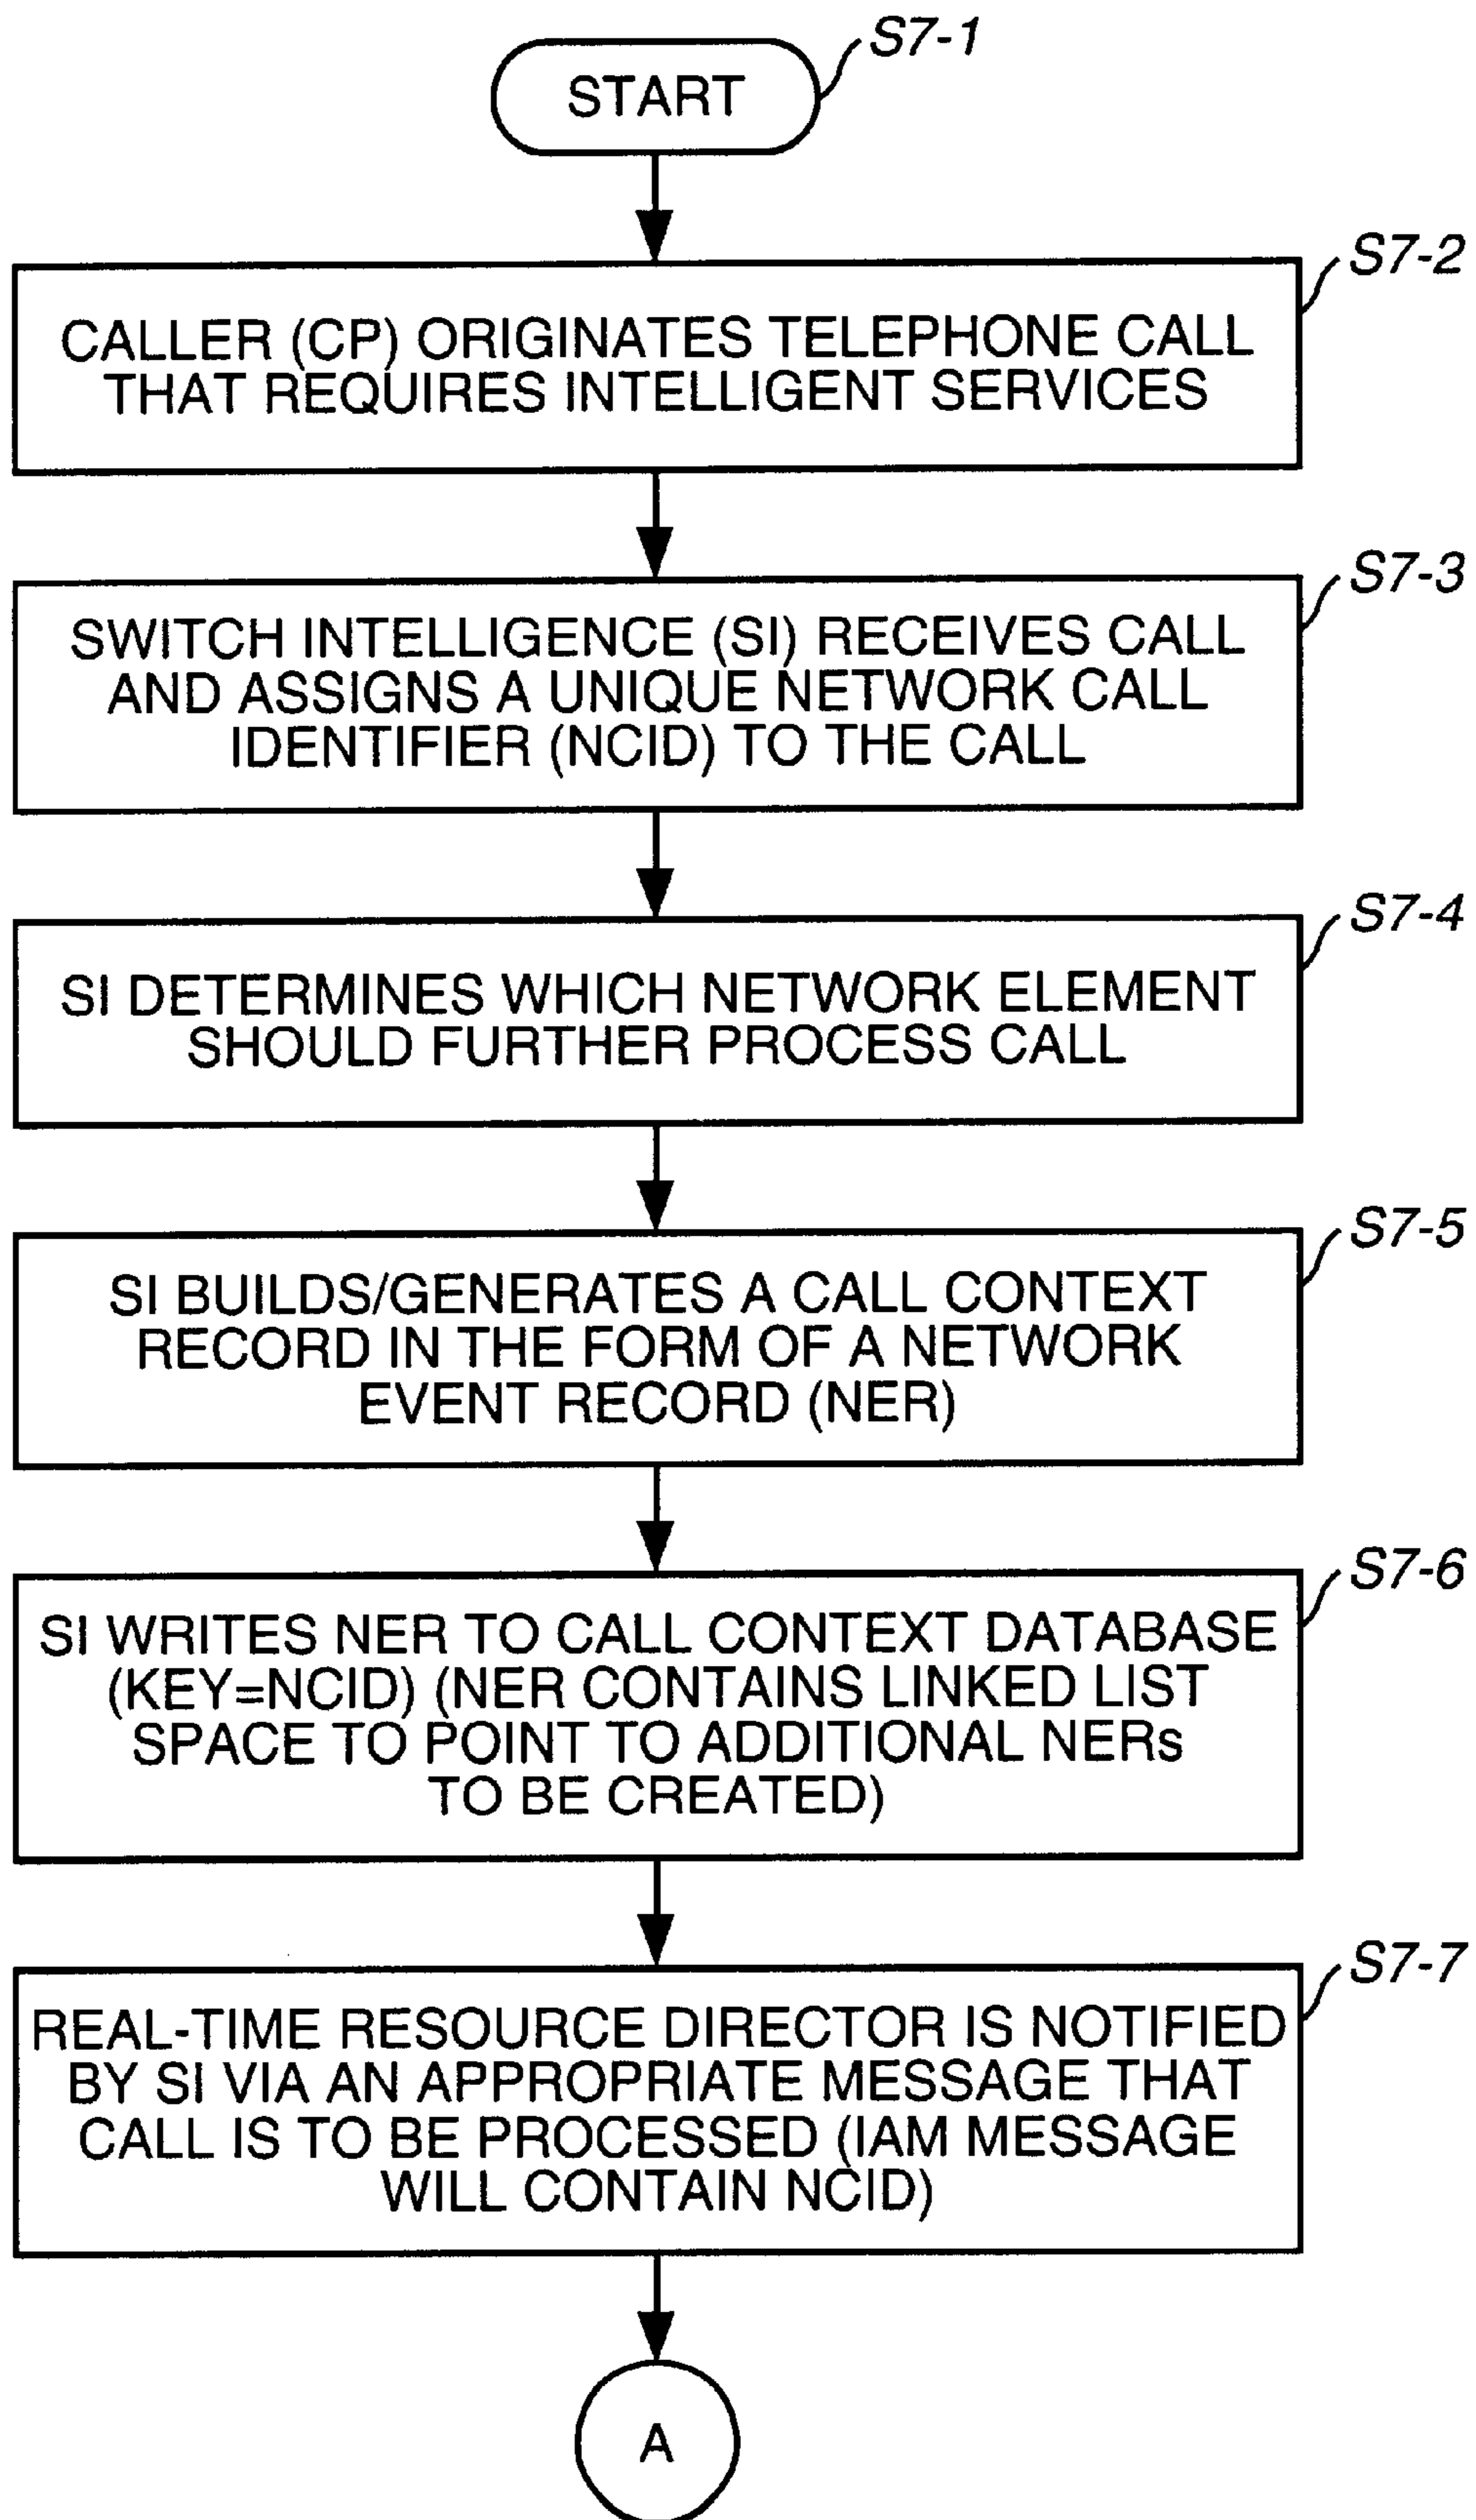 S7-1
START
S7-2
CALLER (CP) ORIGINATES TELEPHONE CALL
THAT REQUIRES INTELLIGENT SERVICES
S7-3
SWITCH INTELLIGENCE (SI) RECEIVES CALL
AND ASSIGNS A UNIQUE NETWORK CALL
IDENTIFIER (NCID) TO THE CALL
S7-4
SI DETERMINES WHICH NETWORK ELEMENT
SHOULD FURTHER PROCESS CALL
S7-5
SI BUILDS/GENERATES A CALL CONTEXT
RECORD IN THE FORM OF A NETWORK
EVENT RECORD (NER)
S7-6
SI WRITES NER TO CALL CONTEXT DATABASE
(KEY=NCID) (NER CONTAINS LINKED LIST
SPACE TO POINT TO ADDITIONAL NERs
TO BE CREATED)
S7-7
REAL-TIME RESOURCE DIRECTOR IS NOTIFIED
BY SI VIA AN APPROPRIATE MESSAGE THAT
CALL IS TO BE PROCESSED (IAM MESSAGE
WILL CONTAIN NCID)
A